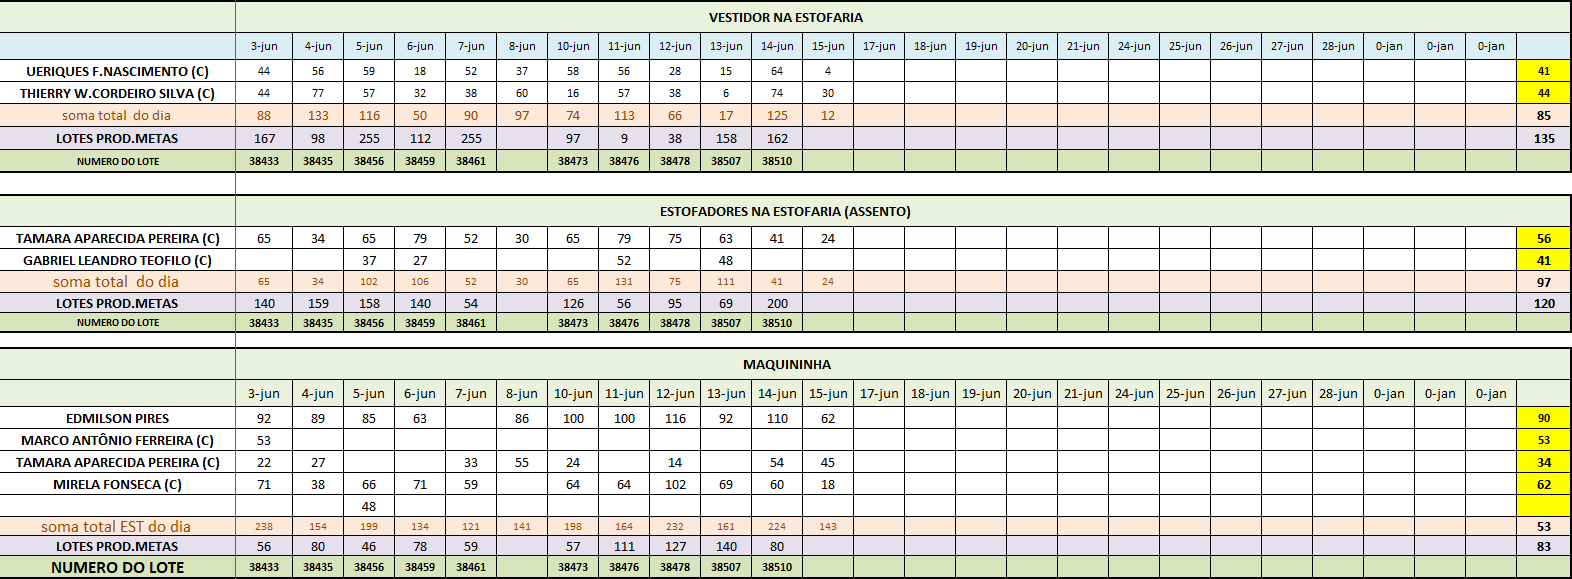 VESTIDOR NA ESTOFARIA
3-jun 4-jun 5-jun 6-jun 7-jun 8-jun 10-jun 11-jun 12-jun 13-jun 14-jun 15-jun 17-jun 18-jun 19-jun 20-jun 21-jun 24-jun 25-jun 26-jun 27-jun 28-jun 0-jan 0-jan 0-jan
UERIQUES F.NASCIMENTO (C) 44 56 59 18 52 37 58 56 28 15 64 4 41
THIERRY W.CORDEIRO SILVA (C) 44 77 57 32 38 60 16 57 38 6 74 30 44
soma total do dia 88 133 116 50 90 97 74 113 66 17 125 12 85
LOTES PROD.METAS 167 98 255 112 255 97 9 38 158 162 135
NUMERO DO LOTE 38433 38435 38456 38459 38461 38473 38476 38478 38507 38510
ESTOFADORES NA ESTOFARIA (ASSENTO)
TAMARA APARECIDA PEREIRA (C) 65 34 65 79 52 30 65 79 75 63 41 24 56
GABRIEL LEANDRO TEOFILO (C) 37 27 52 48 41
soma total do dia 65 34 102 106 52 30 65 131 75 111 41 24 97
LOTES PROD.METAS 140 159 158 140 54 126 56 95 69 200 120
NUMERO DO LOTE 38433 38435 38456 38459 38461 38473 38476 38478 38507 38510
MAQUININHA
3-jun 4-jun 5-jun 6-jun 7-jun 8-jun 10-jun 11-jun 12-jun 13-jun 14-jun 15-jun 17-jun 18-jun 19-jun 20-jun 21-jun 24-jun 25-jun 26-jun 27-jun 28-jun 0-jan 0-jan 0-jan
EDMILSON PIRES 92 89 85 63 86 100 100 116 92 110 62 90
MARCO ANTÔNIO FERREIRA (C) 53 53
TAMARA APARECIDA PEREIRA (C) 22 27 33 55 24 14 54 45 34
MIRELA FONSECA (C) 71 38 66 71 59 64 64 102 69 60 18 62
48
soma total EST do dia 238 154 199 134 121 141 198 164 232 161 224 143 53
LOTES PROD.METAS 56 80 46 78 59 57 111 127 140 80 83
NUMERO DO LOTE 38433 38435 38456 38459 38461 38473 38476 38478 38507 38510